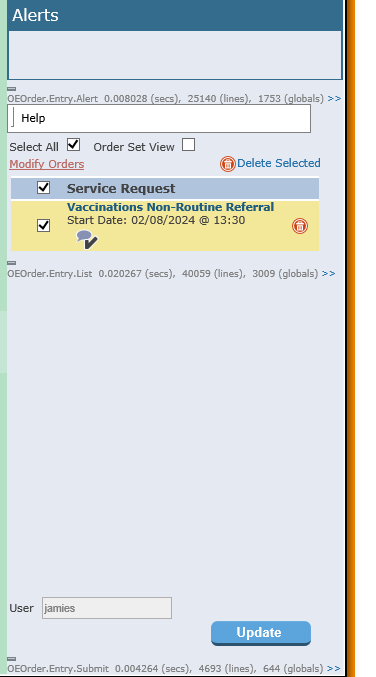 Alerts
OEOrder.Entry.Alert 0.008028 (secs), 25140 (lines), 1753 (globals) >>
Help
Select All Order Set View
Modify Orders Delete Selected
Service Request
Vaccinations Non-Routine Referral
Start Date: 02/08/2024 @ 13:30
OEOrder.Entry.List 0.020267 (secs), 40059 (lines), 3009 (globals) >>
User jamies
Update
OEOrder.Entry.Submit 0.004264 (secs), 4693 (lines), 644 (globals) >>